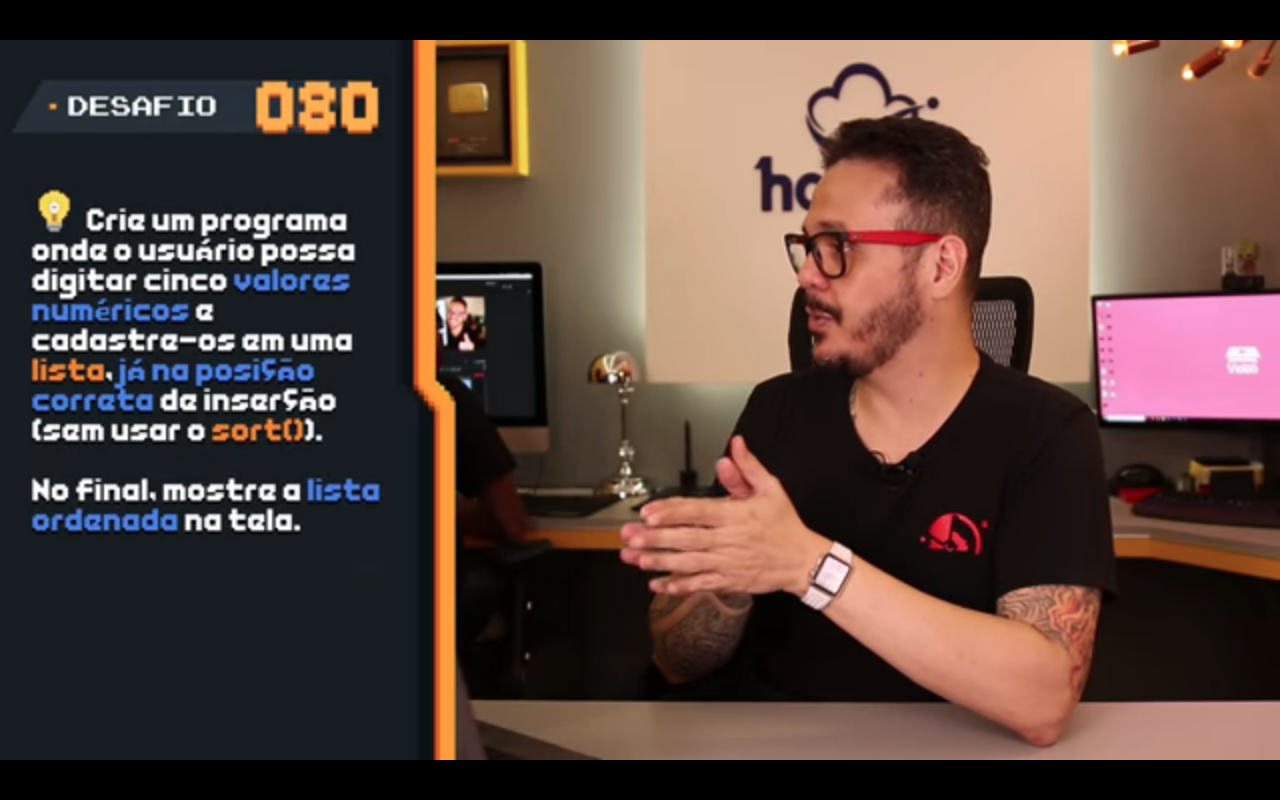 DESAFIO 080
Crie um programa
onde o usuário possa
digitar cinco valores
numéricos e
cadastre-os em uma
lista, já na posição
correta de inserção
(sem usar o sort()).
No final, mostre a lista
ordenada na tela.